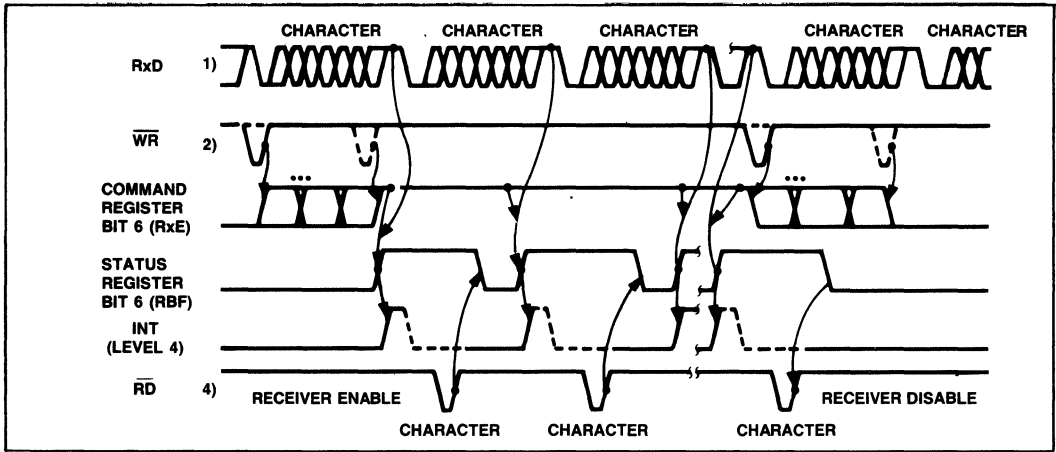 CHARACTER CHARACTER CHARACTER CHARACTER CHARACTER
RxD 1)
WR 2)
... ...
COMMAND
REGISTER
BIT 6 (RxE)
STATUS
REGISTER
BIT 6 (RBF)
INT
(LEVEL 4)
RD 4)
RECEIVER ENABLE RECEIVER DISABLE
CHARACTER CHARACTER CHARACTER